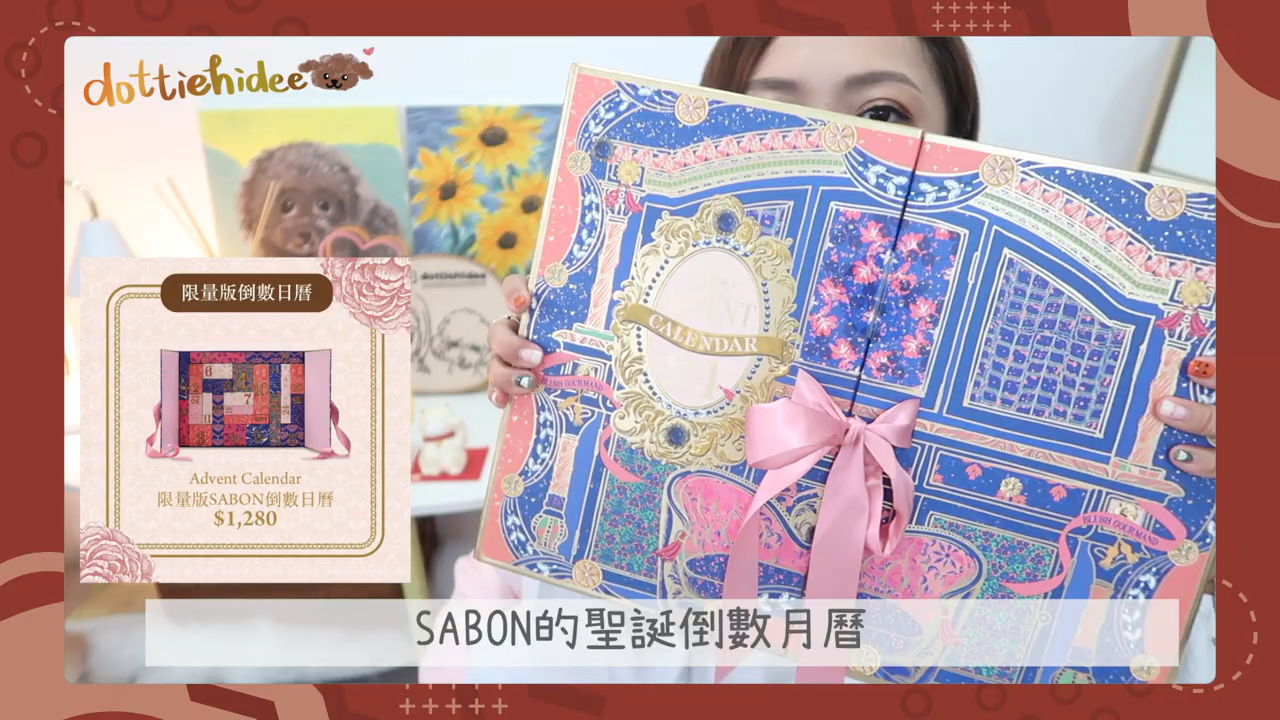 dottiehidee
限量版倒數日曆
Advent Calendar
限量版SABON倒數日曆
$1,280
dottiehidee
CALENDAR
BLUSH GOURMAND
BLUSH GOURMAND
SABON的聖誕倒數月曆